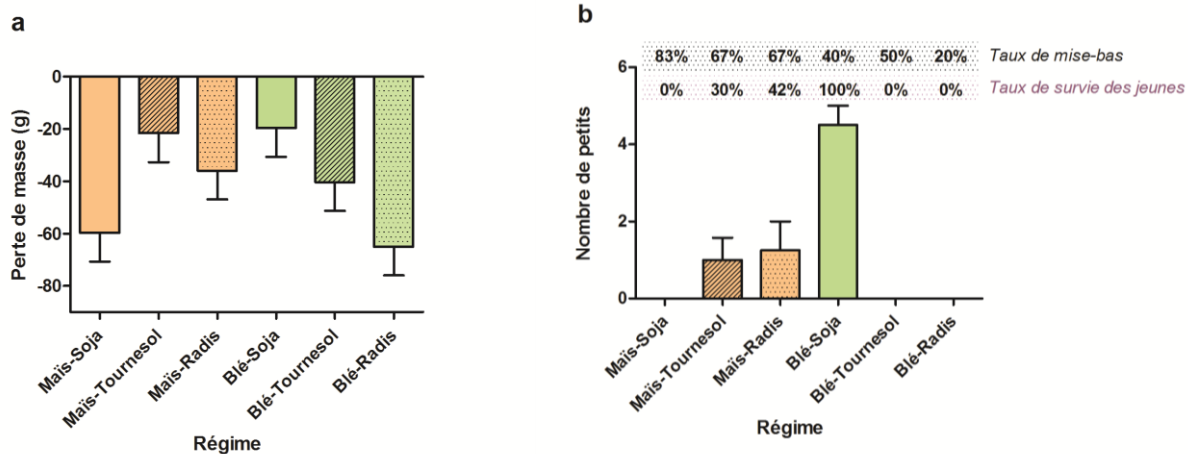 a
Perte de masse (g)
0
-20
-40
-60
-80
Maïs-Soja
Maïs-Tournesol
Maïs-Radis
Blé-Soja
Blé-Tournesol
Blé-Radis
Régime
b
83% 67% 67% 40% 50% 20% Taux de mise-bas
0% 30% 42% 100% 0% 0% Taux de survie des jeunes
Nombre de petits
6
4
2
0
Maïs-Soja
Maïs-Tournesol
Maïs-Radis
Blé-Soja
Blé-Tournesol
Blé-Radis
Régime